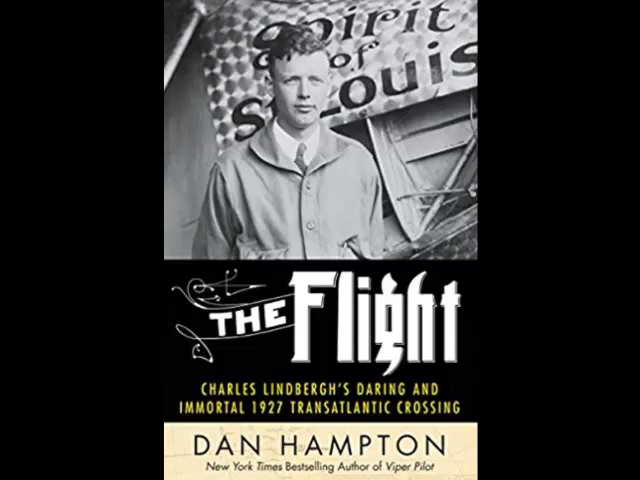 Spirit
of
St. Louis
THE Flight
CHARLES LINDBERGH'S DARING AND
IMMORTAL 1927 TRANSATLANTIC CROSSING
DAN HAMPTON
New York Times Bestselling Author of Viper Pilot